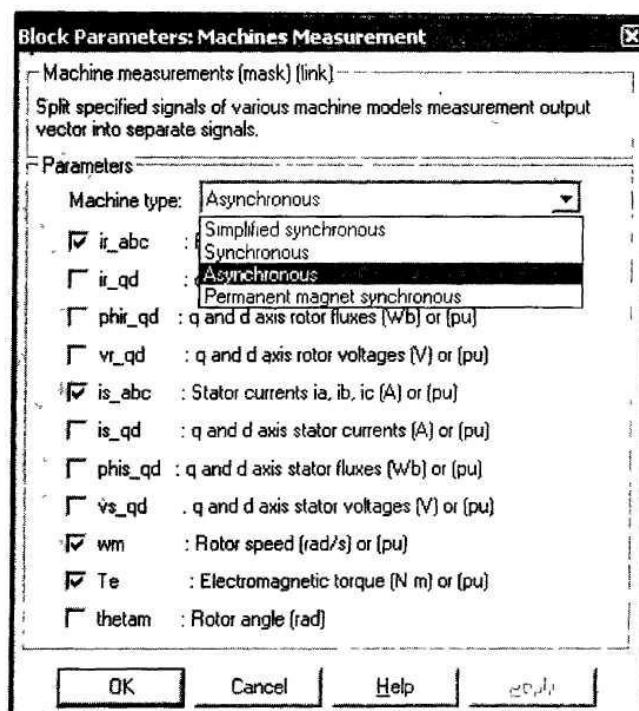 Block Parameters: Machines Measurement
Machine measurements (mask) (link)
Split specified signals of various machine models measurement output
vector into separate signals.
Parameters
Machine type: Asynchronous
Simplified synchronous
Synchronous
Asynchronous
Permanent magnet synchronous
ir_abc :
ir_qd :
phir_qd : q and d axis rotor fluxes (Wb) or (pu)
vr_qd : q and d axis rotor voltages (V) or (pu)
is_abc : Stator currents ia, ib, ic (A) or (pu)
is_qd : q and d axis stator currents (A) or (pu)
phis_qd : q and d axis stator fluxes (Wb) or (pu)
vs_qd . q and d axis stator voltages (V) or (pu)
wm : Rotor speed (rad/s) or (pu)
Te : Electromagnetic torque (N m) or (pu)
thetam : Rotor angle (rad)
OK Cancel Help